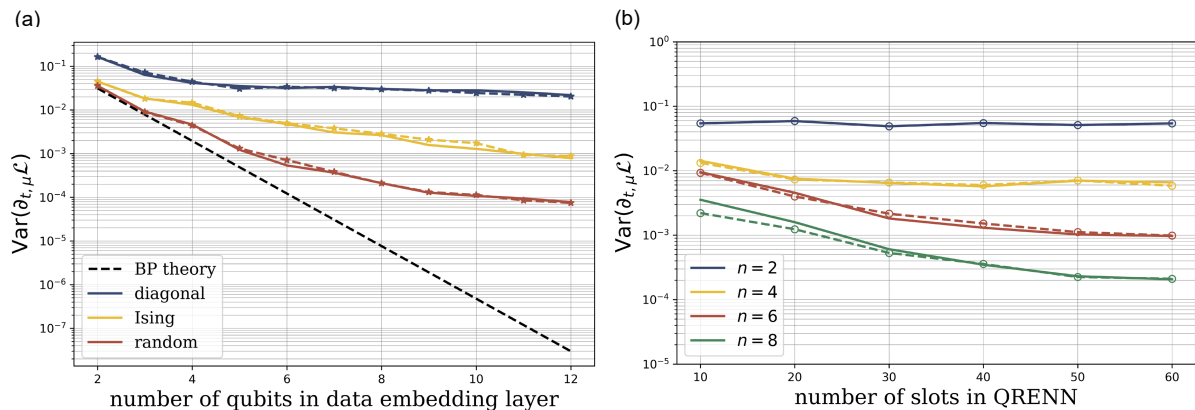 (a)
Var(∂t,μℒ)
10⁻¹
10⁻²
10⁻³
10⁻⁴
10⁻⁵
10⁻⁶
10⁻⁷
BP theory
diagonal
Ising
random
2 4 6 8 10 12
number of qubits in data embedding layer
(b)
Var(∂t,μℒ)
10⁰
10⁻¹
10⁻²
10⁻³
10⁻⁴
10⁻⁵
n = 2
n = 4
n = 6
n = 8
10 20 30 40 50 60
number of slots in QRENN